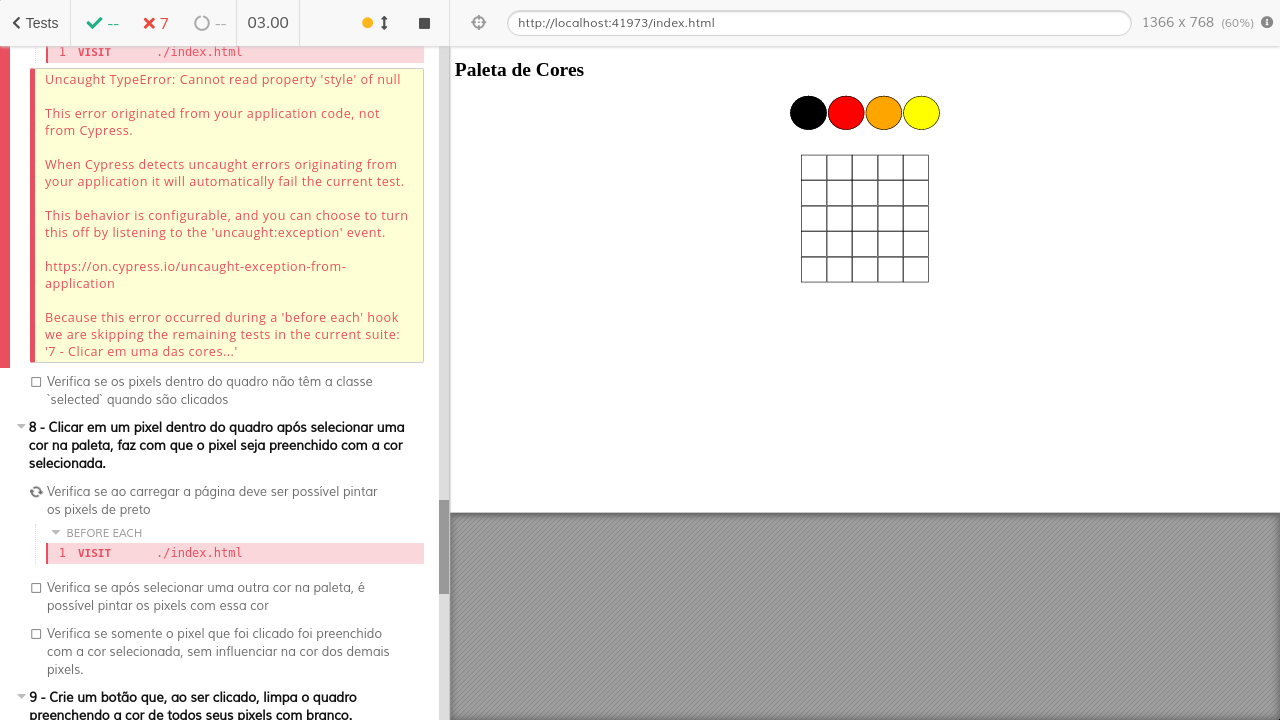 Tests -- 7 -- 03.00 http://localhost:41973/index.html 1366 x 768 (60%)
1 VISIT ./index.html
Uncaught TypeError: Cannot read property 'style' of null
This error originated from your application code, not
from Cypress.
When Cypress detects uncaught errors originating from
your application it will automatically fail the current test.
This behavior is configurable, and you can choose to turn
this off by listening to the 'uncaught:exception' event.
https://on.cypress.io/uncaught-exception-from-
application
Because this error occurred during a 'before each' hook
we are skipping the remaining tests in the current suite:
'7 - Clicar em uma das cores...'
Verifica se os pixels dentro do quadro não têm a classe
`selected` quando são clicados
8 - Clicar em um pixel dentro do quadro após selecionar uma
cor na paleta, faz com que o pixel seja preenchido com a cor
selecionada.
Verifica se ao carregar a página deve ser possível pintar
os pixels de preto
BEFORE EACH
1 VISIT ./index.html
Verifica se após selecionar uma outra cor na paleta, é
possível pintar os pixels com essa cor
Verifica se somente o pixel que foi clicado foi preenchido
com a cor selecionada, sem influenciar na cor dos demais
pixels.
9 - Crie um botão que, ao ser clicado, limpa o quadro
preenchendo a cor de todos seus pixels com branco.
Paleta de Cores